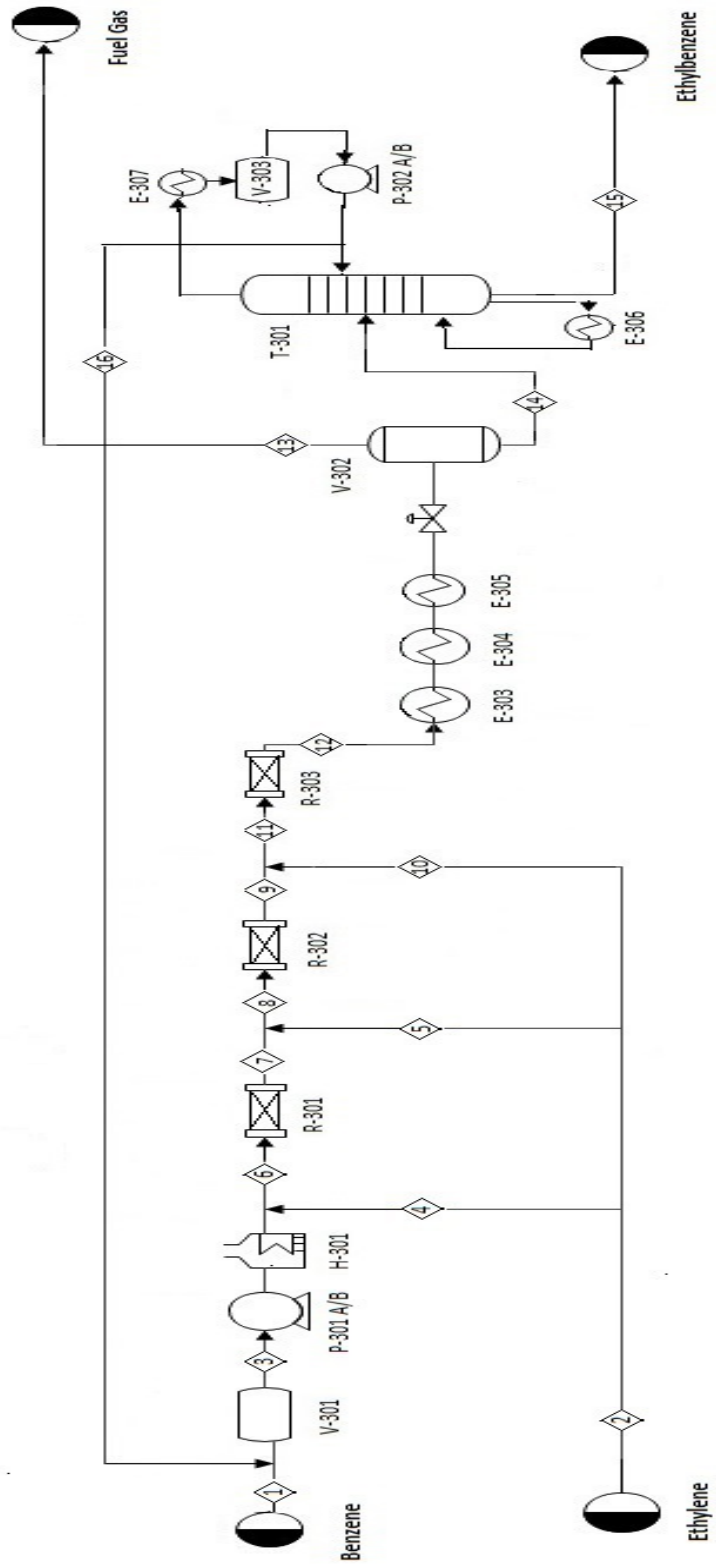 Fuel Gas
Ethylbenzene
E-307
V-303
P-302 A/B
15
T-301
E-306
16
14
13
V-302
E-305
E-304
E-303
12
R-303
11
10
9
R-302
8
5
7
R-301
6
4
H-301
P-301 A/B
3
V-301
2
1
Benzene
Ethylene